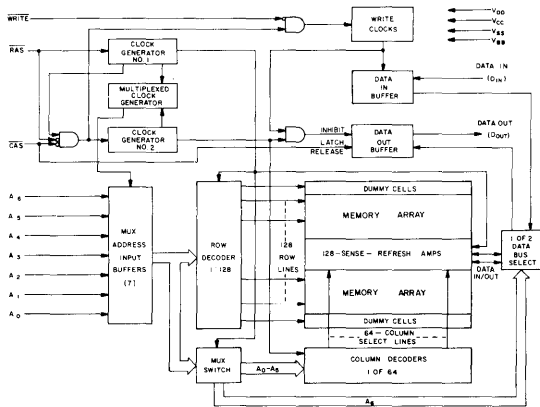 WRITE
RAS
CAS
CLOCK
GENERATOR
NO. 1
MULTIPLEXED
CLOCK
GENERATOR
CLOCK
GENERATOR
NO. 2
WRITE
CLOCKS
VDD
VCC
VSS
VBB
DATA
IN
BUFFER
DATA IN
(DIN)
INHIBIT
LATCH
RELEASE
DATA
OUT
BUFFER
DATA OUT
(DOUT)
A6
A5
A4
A3
A2
A1
A0
MUX
ADDRESS
INPUT
BUFFERS
(7)
ROW
DECODER
1 128
128
ROW
LINES
DUMMY CELLS
MEMORY ARRAY
128-SENSE-REFRESH AMPS
MEMORY ARRAY
DUMMY CELLS
64-COLUMN
SELECT LINES
DATA
IN/OUT
1 OF 2
DATA
BUS
SELECT
MUX
SWITCH
A0-A5
COLUMN DECODERS
1 OF 64
A6